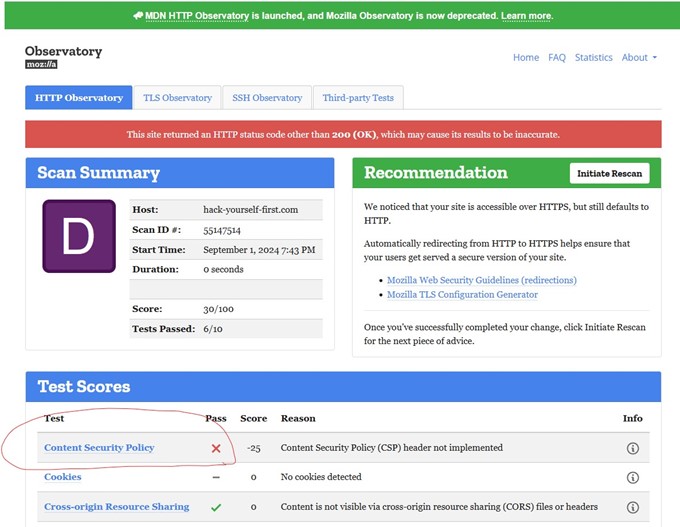 MDN HTTP Observatory is launched, and Mozilla Observatory is now deprecated. Learn more.
Observatory
moz://a
Home FAQ Statistics About
HTTP Observatory TLS Observatory SSH Observatory Third-party Tests
This site returned an HTTP status code other than 200 (OK), which may cause its results to be inaccurate.
Scan Summary
D
Host: hack-yourself-first.com
Scan ID #: 55147514
Start Time: September 1, 2024 7:43 PM
Duration: 0 seconds
Score: 30/100
Tests Passed: 6/10
Recommendation Initiate Rescan
We noticed that your site is accessible over HTTPS, but still defaults to
HTTP.
Automatically redirecting from HTTP to HTTPS helps ensure that
your users get served a secure version of your site.
• Mozilla Web Security Guidelines (redirections)
• Mozilla TLS Configuration Generator
Once you've successfully completed your change, click Initiate Rescan
for the next piece of advice.
Test Scores
Test Pass Score Reason Info
Content Security Policy -25 Content Security Policy (CSP) header not implemented
Cookies – 0 No cookies detected
Cross-origin Resource Sharing 0 Content is not visible via cross-origin resource sharing (CORS) files or headers